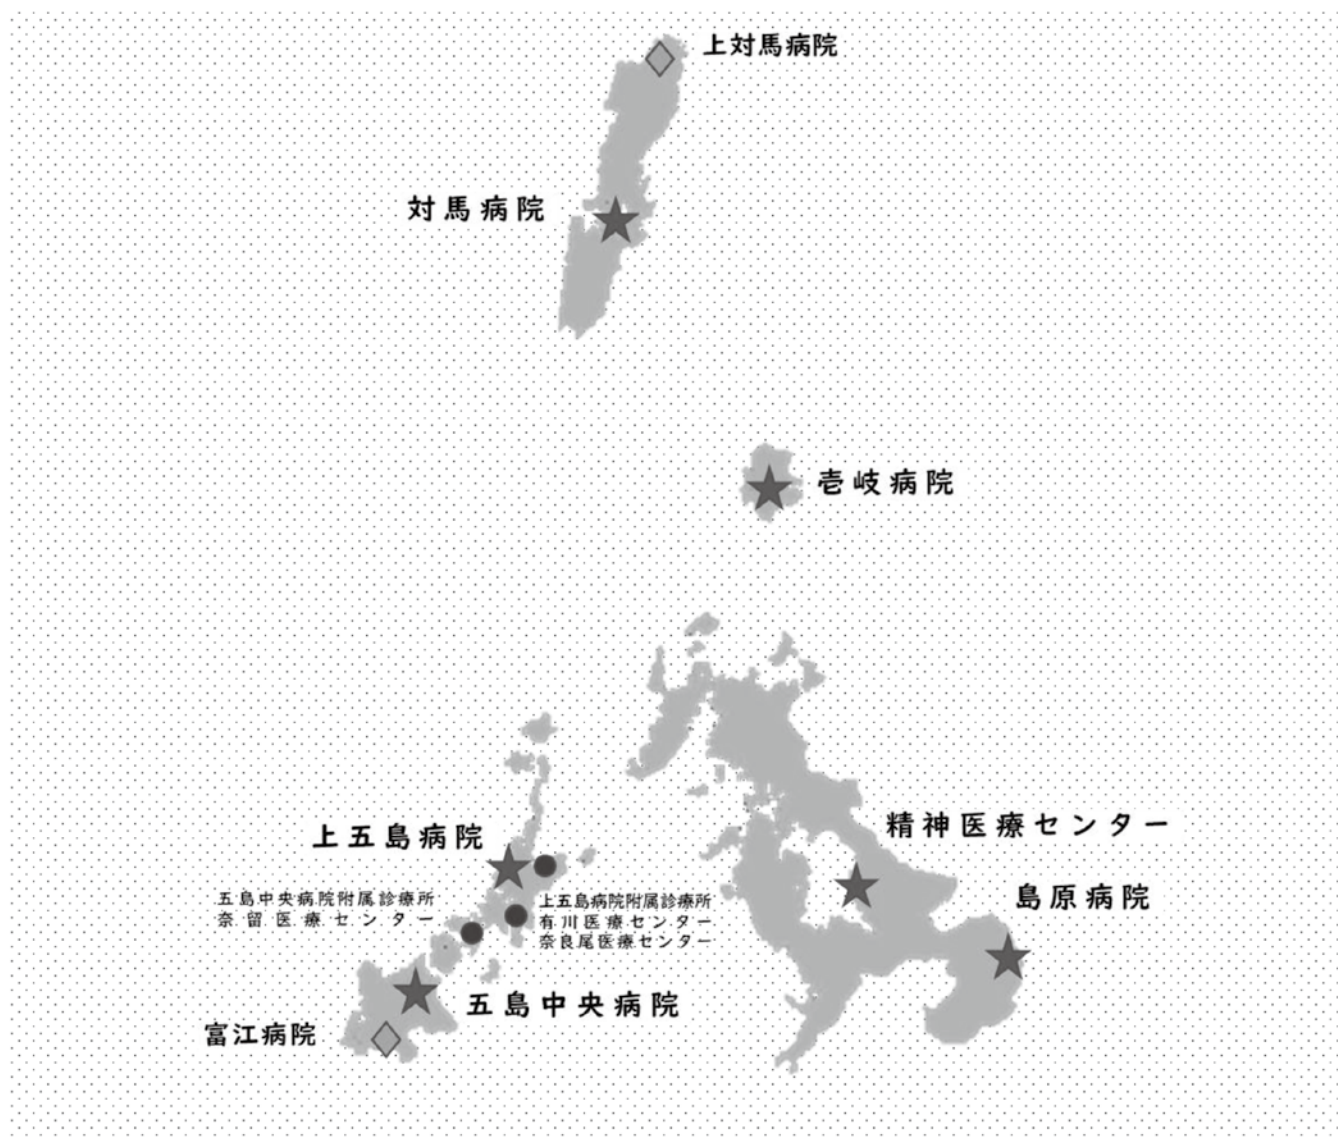 上対馬病院
対馬病院
壱岐病院
精神医療センター
上五島病院
島原病院
五島中央病院附属診療所
奈留医療センター
上五島病院附属診療所
有川医療センター
奈良尾医療センター
五島中央病院
富江病院